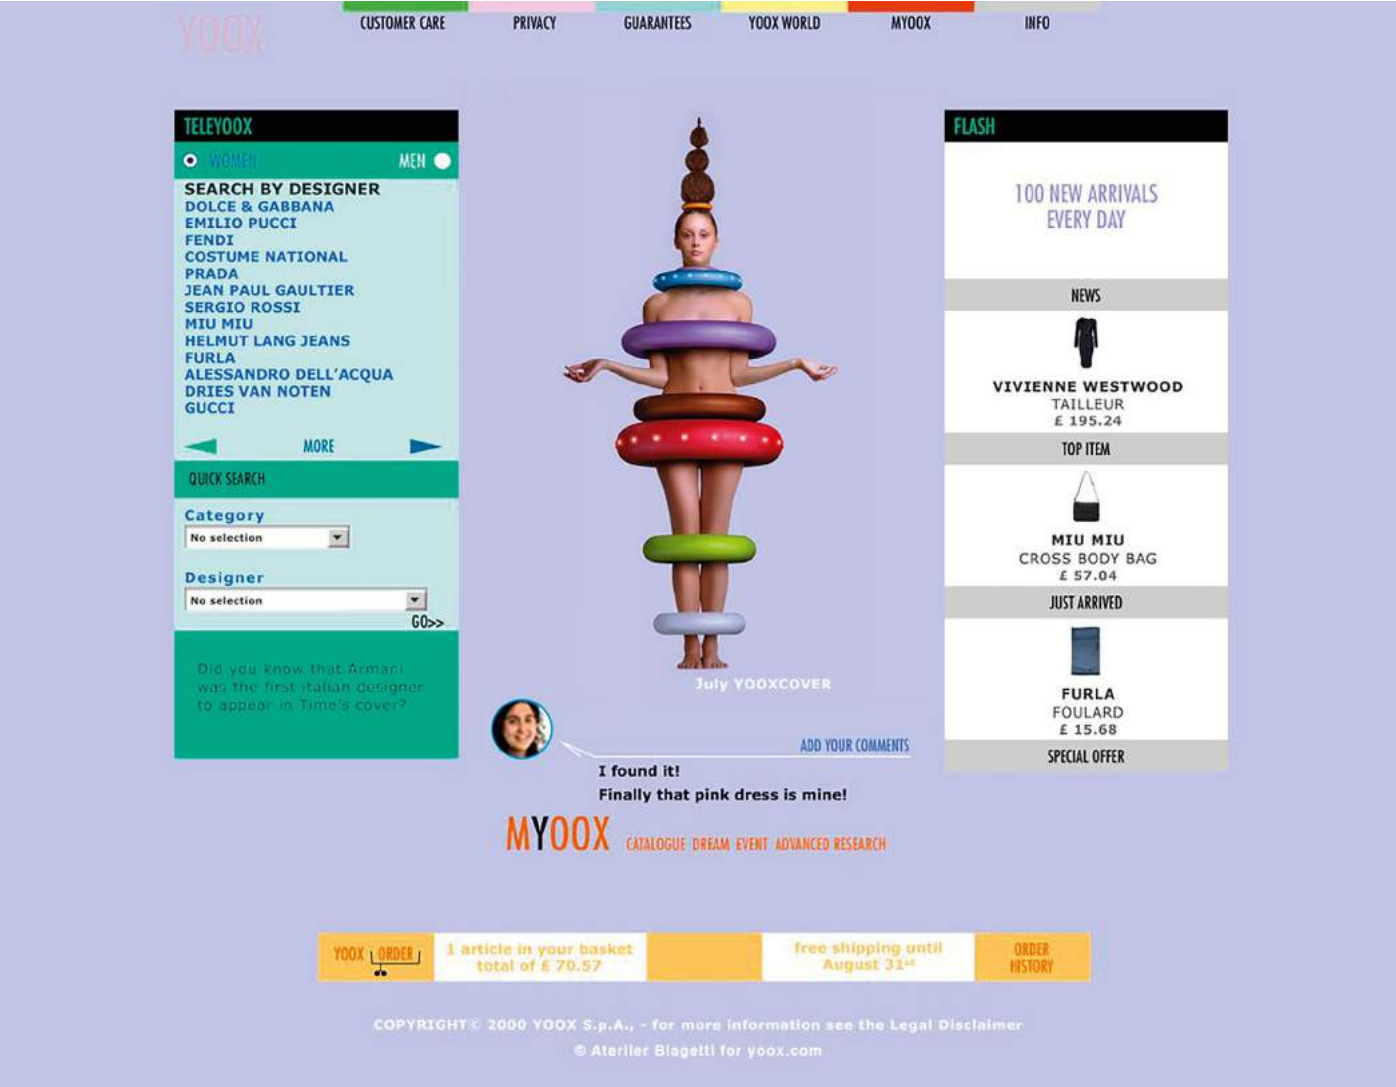 YOOX
CUSTOMER CARE
PRIVACY
GUARANTEES
YOOX WORLD
MYOOX
INFO
TELEYOOX
WOMEN
MEN
SEARCH BY DESIGNER
DOLCE & GABBANA
EMILIO PUCCI
FENDI
COSTUME NATIONAL
PRADA
JEAN PAUL GAULTIER
SERGIO ROSSI
MIU MIU
HELMUT LANG JEANS
FURLA
ALESSANDRO DELL'ACQUA
DRIES VAN NOTEN
GUCCI
MORE
QUICK SEARCH
Category
No selection
Designer
No selection
GO>>
Did you know that Armani
was the first italian designer
to appear in Time's cover?
July YOOXCOVER
ADD YOUR COMMENTS
I found it!
Finally that pink dress is mine!
MYOOX
CATALOGUE DREAM EVENT ADVANCED RESEARCH
FLASH
100 NEW ARRIVALS
EVERY DAY
NEWS
VIVIENNE WESTWOOD
TAILLEUR
£ 195.24
TOP ITEM
MIU MIU
CROSS BODY BAG
£ 57.04
JUST ARRIVED
FURLA
FOULARD
£ 15.68
SPECIAL OFFER
YOOX ORDER
1 article in your basket
total of £ 70.57
free shipping until
August 31st
ORDER
HISTORY
COPYRIGHT© 2000 YOOX S.p.A., - for more information see the Legal Disclaimer
© Aterlier Biagetti for yoox.com